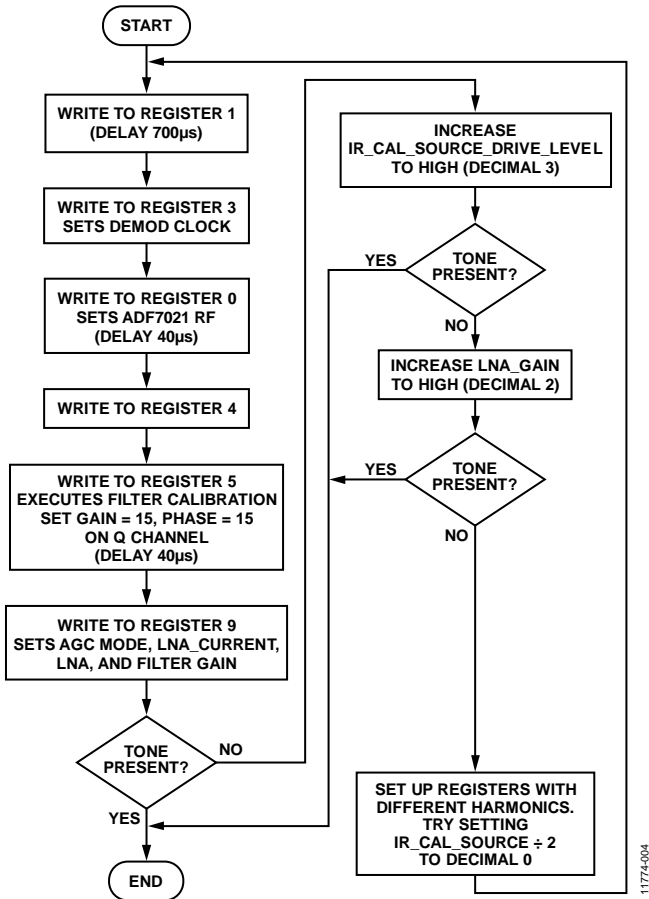 START
WRITE TO REGISTER 1
(DELAY 700µs)
WRITE TO REGISTER 3
SETS DEMOD CLOCK
WRITE TO REGISTER 0
SETS ADF7021 RF
(DELAY 40µs)
WRITE TO REGISTER 4
WRITE TO REGISTER 5
EXECUTES FILTER CALIBRATION
SET GAIN = 15, PHASE = 15
ON Q CHANNEL
(DELAY 40µs)
WRITE TO REGISTER 9
SETS AGC MODE, LNA_CURRENT,
LNA, AND FILTER GAIN
TONE
PRESENT?
NO
YES
END
INCREASE
IR_CAL_SOURCE_DRIVE_LEVEL
TO HIGH (DECIMAL 3)
YES
TONE
PRESENT?
NO
INCREASE LNA_GAIN
TO HIGH (DECIMAL 2)
YES
TONE
PRESENT?
NO
SET UP REGISTERS WITH
DIFFERENT HARMONICS.
TRY SETTING
IR_CAL_SOURCE ÷ 2
TO DECIMAL 0
11774-004